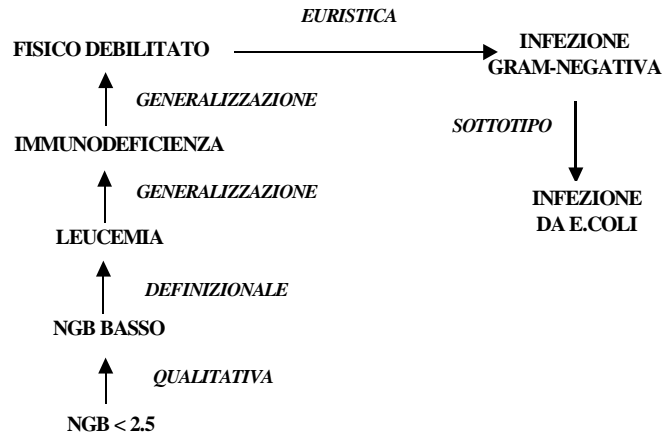 EURISTICA
FISICO DEBILITATO
INFEZIONE
GRAM-NEGATIVA
GENERALIZZAZIONE
SOTTOTIPO
IMMUNODEFICIENZA
GENERALIZZAZIONE
INFEZIONE
DA E.COLI
LEUCEMIA
DEFINIZIONALE
NGB BASSO
QUALITATIVA
NGB < 2.5